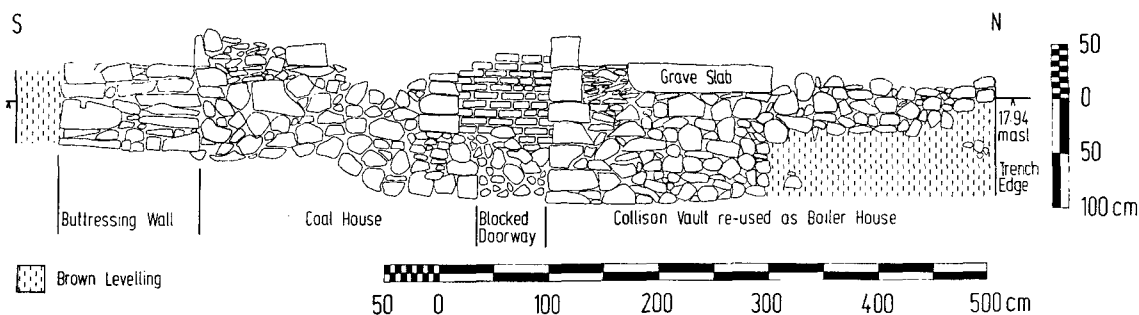 S
N
50
0
50
100 cm
Grave Slab
17·94
masl
Trench
Edge
Buttressing Wall
Coal House
Blocked
Doorway
Collison Vault re-used as Boiler House
Brown Levelling
50 0 100 200 300 400 500 cm